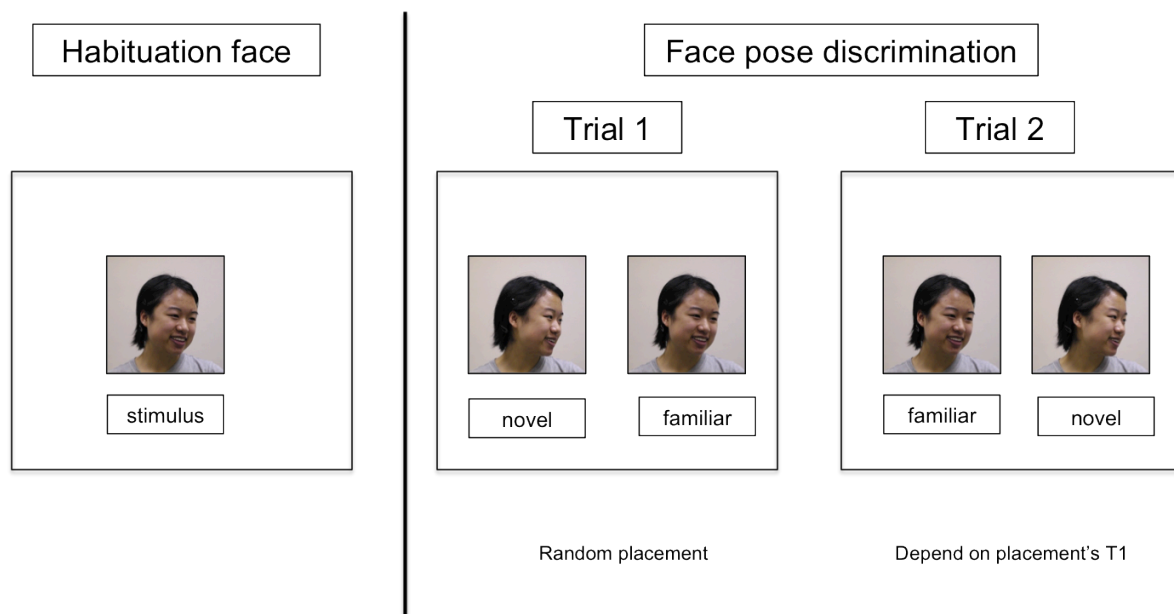 Habituation face
Face pose discrimination
Trial 1
Trial 2
stimulus
novel
familiar
familiar
novel
Random placement
Depend on placement's T1